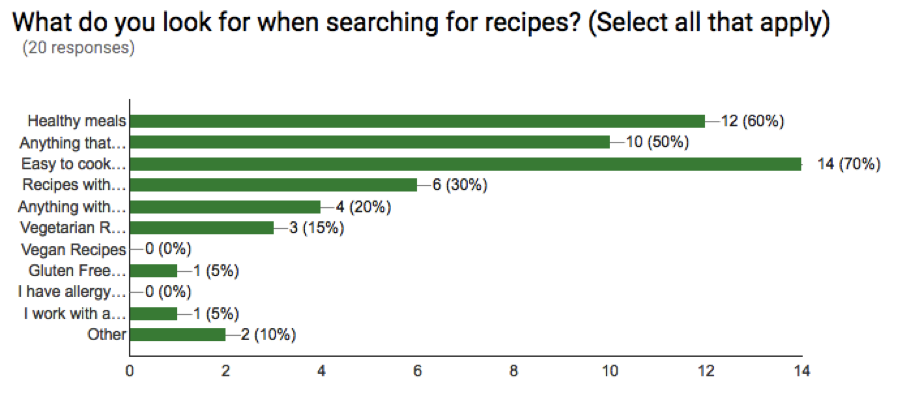 What do you look for when searching for recipes? (Select all that apply)
(20 responses)
Healthy meals 12 (60%)
Anything that... 10 (50%)
Easy to cook... 14 (70%)
Recipes with... 6 (30%)
Anything with... 4 (20%)
Vegetarian R... 3 (15%)
Vegan Recipes 0 (0%)
Gluten Free... 1 (5%)
I have allergy... 0 (0%)
I work with a... 1 (5%)
Other 2 (10%)
0 2 4 6 8 10 12 14